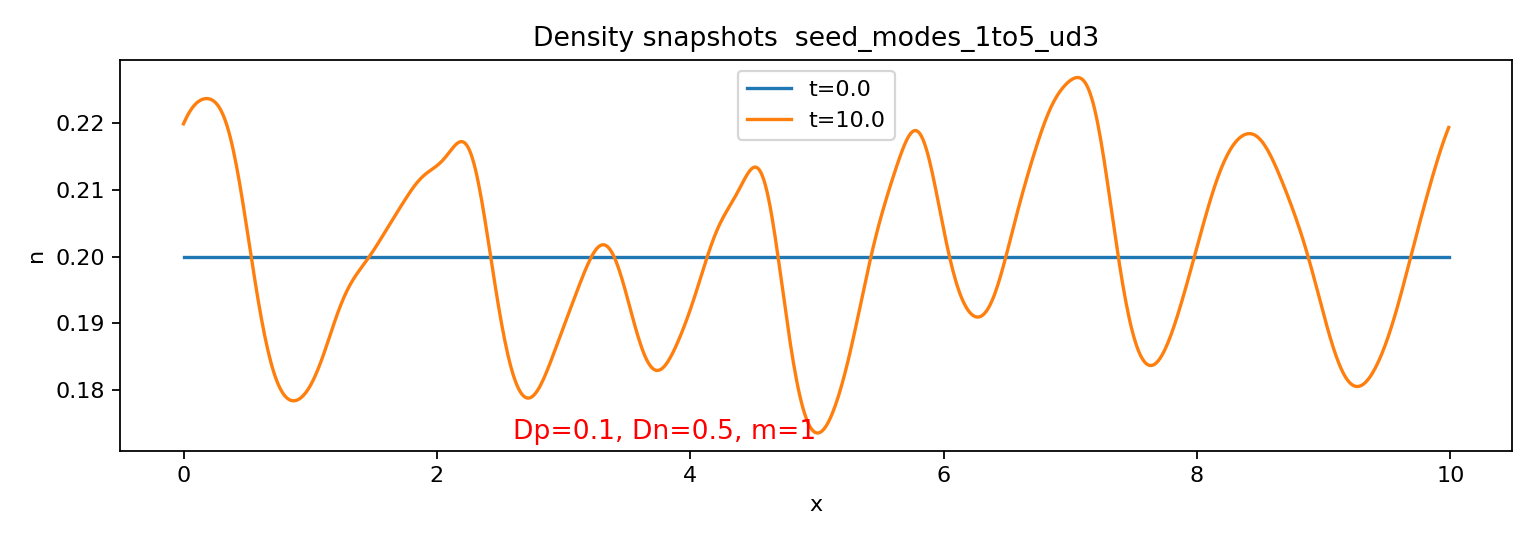 Density snapshots  seed_modes_1to5_ud3
t=0.0
t=10.0
n
0.22
0.21
0.20
0.19
0.18
Dp=0.1, Dn=0.5, m=1
0 2 4 6 8 10
x